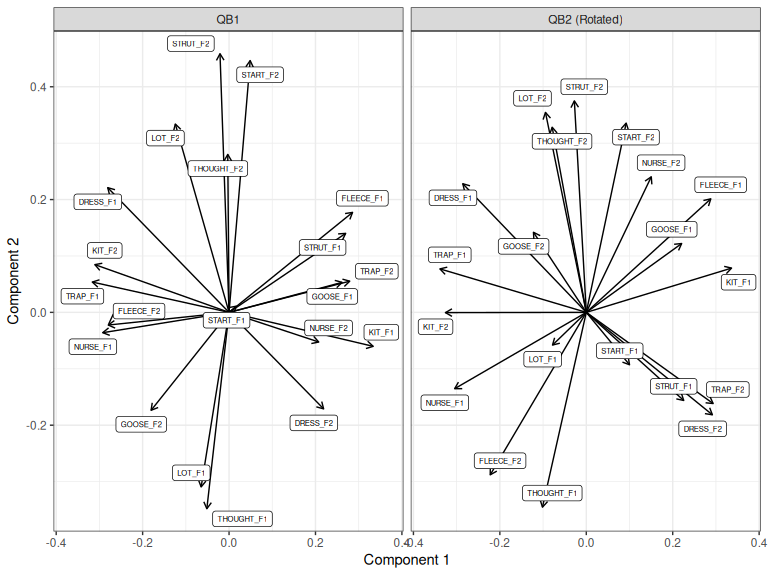 QB1
QB2 (Rotated)
Component 2
0.4
0.2
0.0
-0.2
STRUT_F2
START_F2
LOT_F2
THOUGHT_F2
DRESS_F1
FLEECE_F1
STRUT_F1
KIT_F2
TRAP_F2
TRAP_F1
GOOSE_F1
FLEECE_F2
START_F1
NURSE_F2
KIT_F1
NURSE_F1
GOOSE_F2
DRESS_F2
LOT_F1
THOUGHT_F1
STRUT_F2
LOT_F2
START_F2
THOUGHT_F2
NURSE_F2
FLEECE_F1
DRESS_F1
GOOSE_F1
GOOSE_F2
TRAP_F1
KIT_F1
KIT_F2
START_F1
LOT_F1
STRUT_F1
TRAP_F2
NURSE_F1
DRESS_F2
FLEECE_F2
THOUGHT_F1
-0.4 -0.2 0.0 0.2 0.4
-0.4 -0.2 0.0 0.2 0.4
Component 1